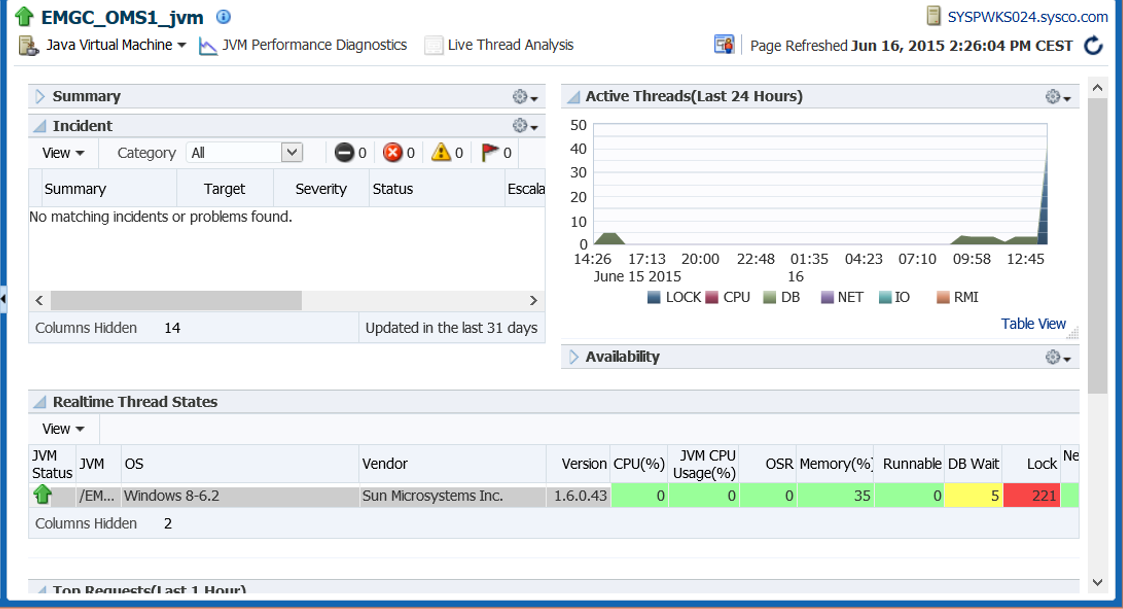 EMGC_OMS1_jvm
SYSPWKS024.sysco.com
Java Virtual Machine JVM Performance Diagnostics Live Thread Analysis
Page Refreshed Jun 16, 2015 2:26:04 PM CEST
Summary
Incident
View Category All 0 0 0 0
Summary Target Severity Status Escala
No matching incidents or problems found.
Columns Hidden 14 Updated in the last 31 days
Active Threads(Last 24 Hours)
50
40
30
20
10
0
14:26 17:13 20:00 22:48 01:35 04:23 07:10 09:58 12:45
June 15 2015 16
LOCK CPU DB NET IO RMI
Table View
Availability
Realtime Thread States
View
JVM Status JVM OS Vendor Version CPU(%) JVM CPU Usage(%) OSR Memory(%) Runnable DB Wait Lock Ne
/EM... Windows 8-6.2 Sun Microsystems Inc. 1.6.0.43 0 0 0 35 0 5 221
Columns Hidden 2
Top Requests(Last 1 Hour)